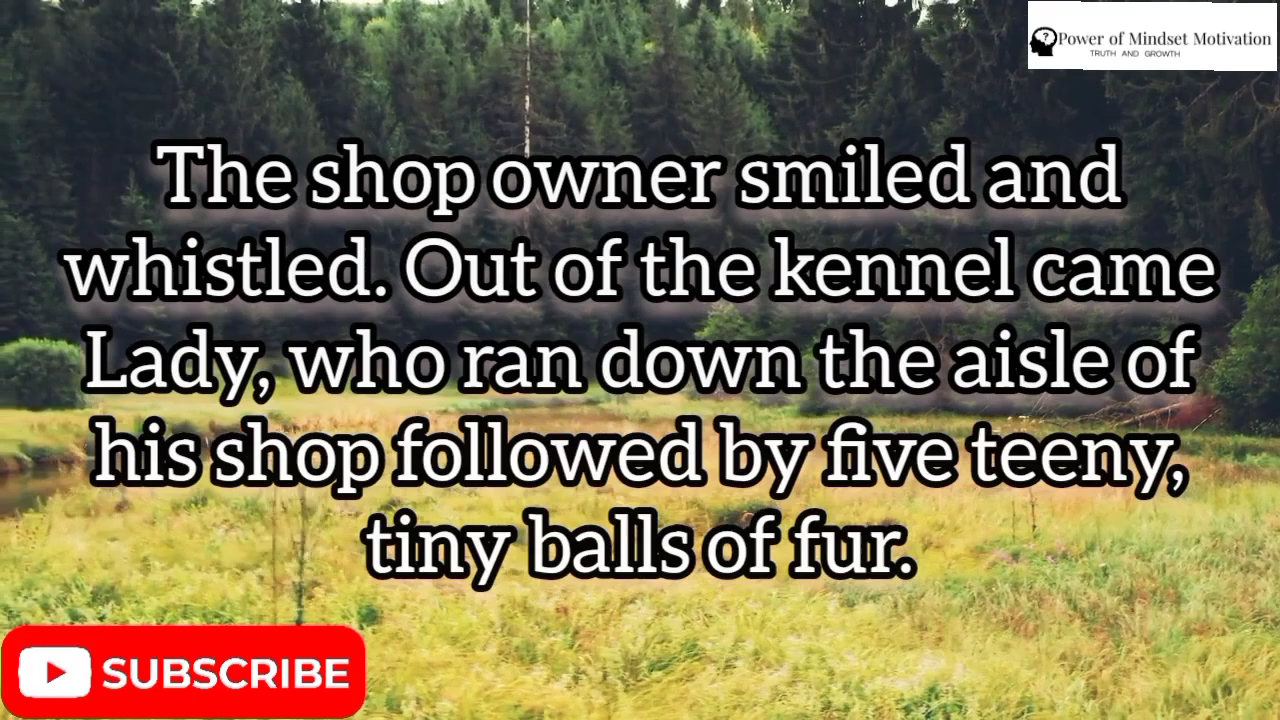 Power of Mindset Motivation
TRUTH AND GROWTH
The shop owner smiled and
whistled. Out of the kennel came
Lady, who ran down the aisle of
his shop followed by five teeny,
tiny balls of fur.
SUBSCRIBE